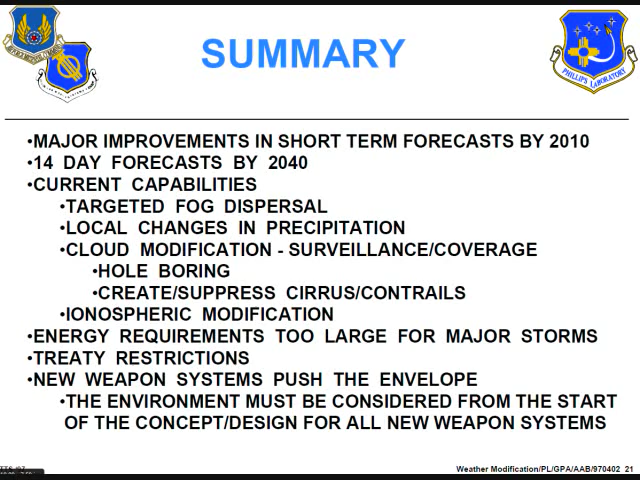 SUMMARY
PHILLIPS LABORATORY
•MAJOR IMPROVEMENTS IN SHORT TERM FORECASTS BY 2010
•14 DAY FORECASTS BY 2040
•CURRENT CAPABILITIES
•TARGETED FOG DISPERSAL
•LOCAL CHANGES IN PRECIPITATION
•CLOUD MODIFICATION - SURVEILLANCE/COVERAGE
•HOLE BORING
•CREATE/SUPPRESS CIRRUS/CONTRAILS
•IONOSPHERIC MODIFICATION
•ENERGY REQUIREMENTS TOO LARGE FOR MAJOR STORMS
•TREATY RESTRICTIONS
•NEW WEAPON SYSTEMS PUSH THE ENVELOPE
•THE ENVIRONMENT MUST BE CONSIDERED FROM THE START
OF THE CONCEPT/DESIGN FOR ALL NEW WEAPON SYSTEMS
Weather Modification/PL/GPA/AAB/970402 21